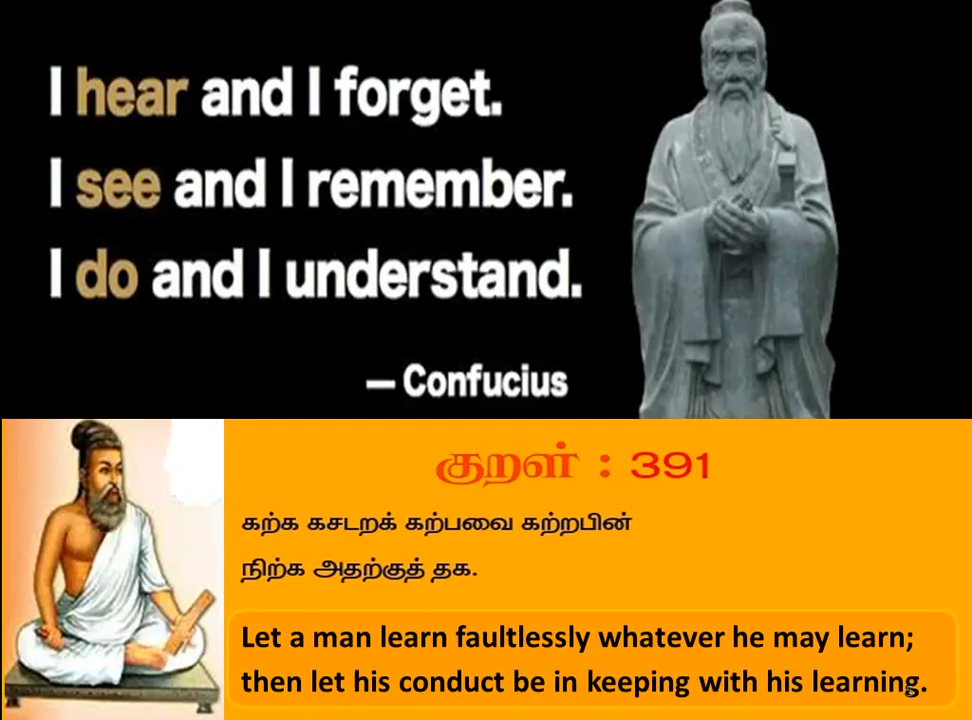 I hear and I forget.
I see and I remember.
I do and I understand.
— Confucius
குறள் : 391
கற்க கசடறக் கற்பவை கற்றபின்
நிற்க அதற்குத் தக.
Let a man learn faultlessly whatever he may learn;
then let his conduct be in keeping with his learning.